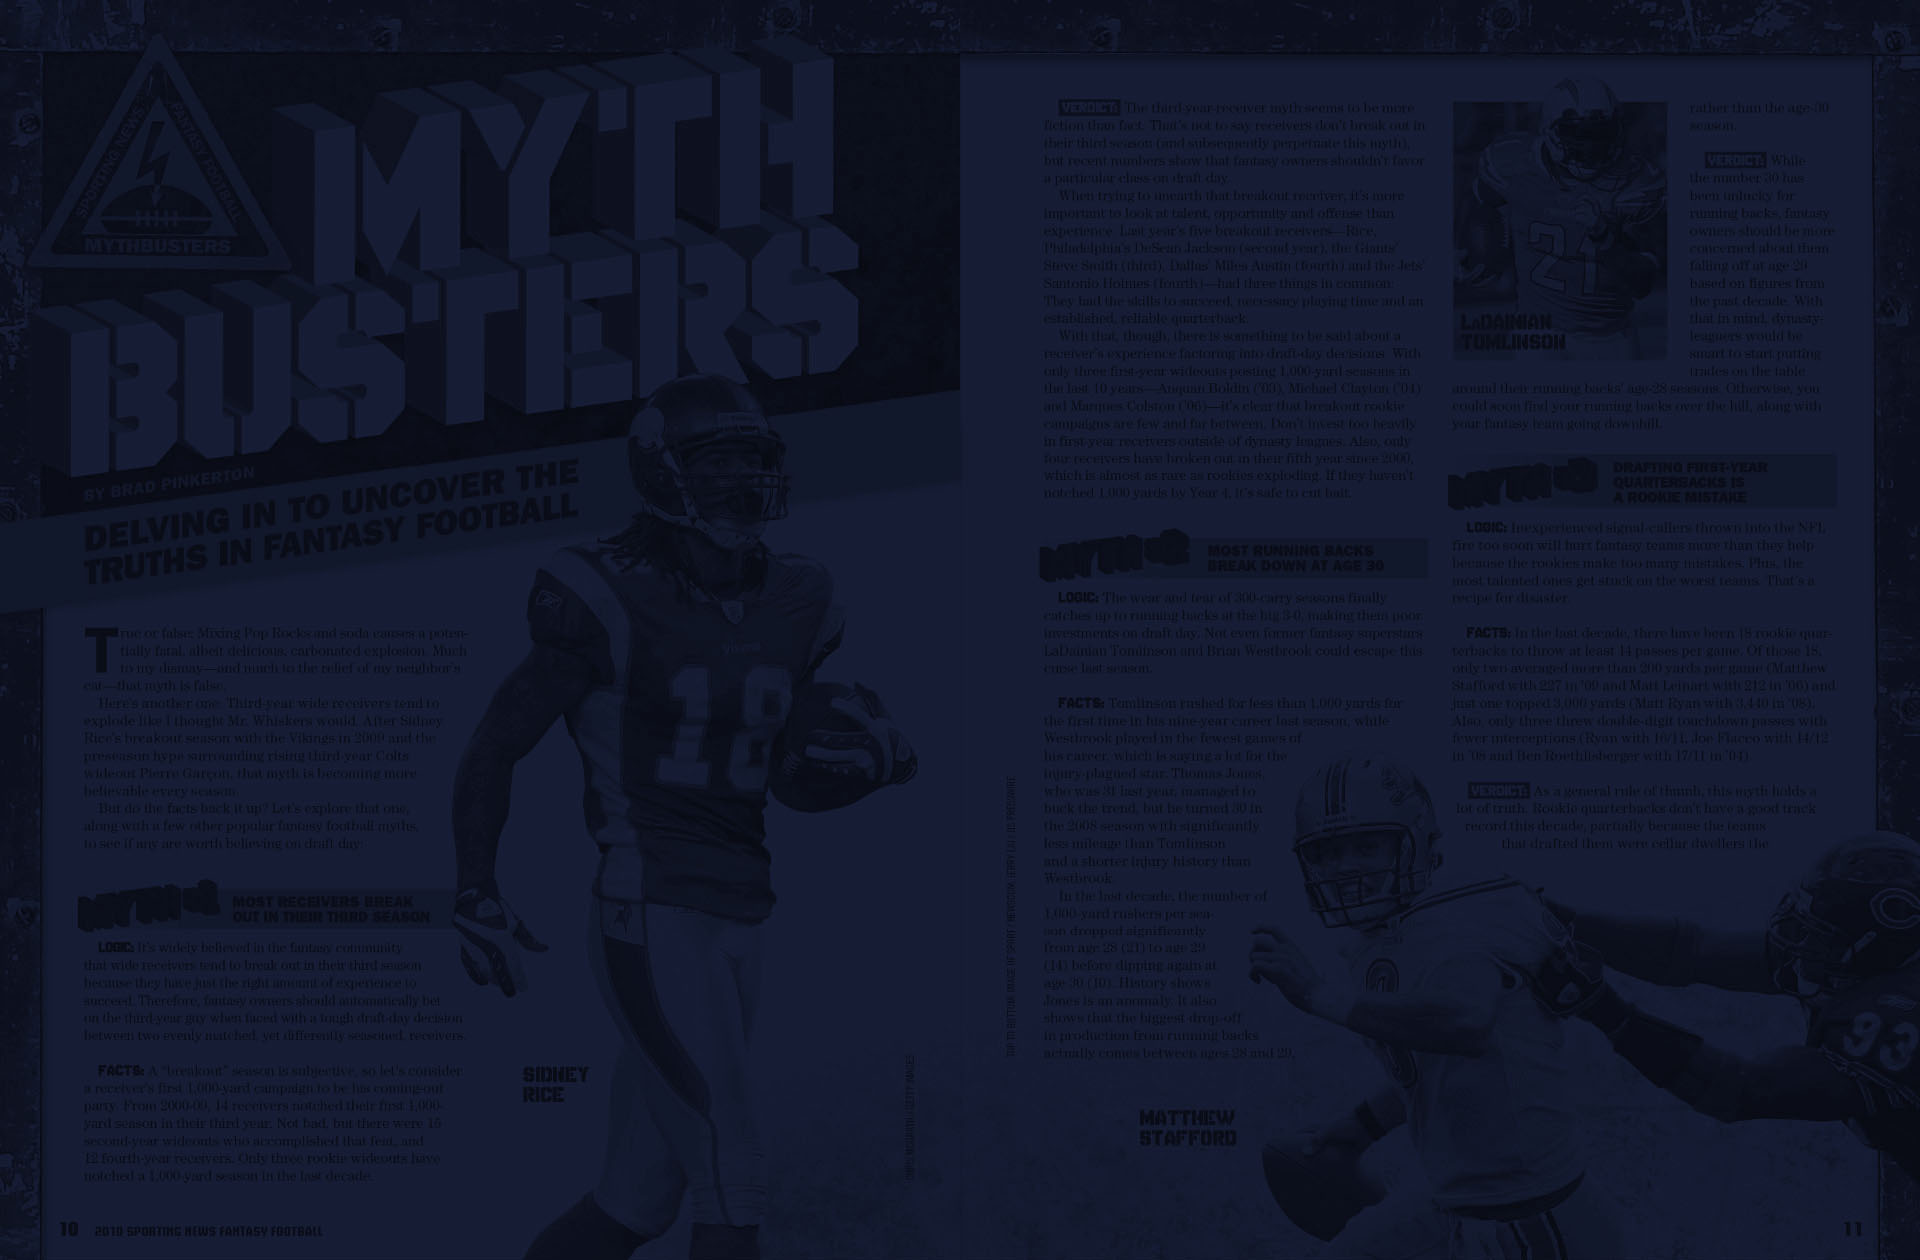 SPORTING NEWS FANTASY FOOTBALL
MYTHBUSTERS
MYTH
BUSTERS
BY BRAD PINKERTON
DELVING IN TO UNCOVER THE
TRUTHS IN FANTASY FOOTBALL
True or false: Mixing Pop Rocks and soda causes a poten-
tially fatal, albeit delicious, carbonated explosion. Much
to my dismay—and much to the relief of my neighbor's
cat—that myth is false.
Here's another one: Third-year wide receivers tend to
explode like I thought Mr. Whiskers would. After Sidney
Rice's breakout season with the Vikings in 2009 and the
preseason hype surrounding rising third-year Colts
wideout Pierre Garçon, that myth is becoming more
believable every season.
But do the facts back it up? Let's explore that one,
along with a few other popular fantasy football myths,
to see if any are worth believing on draft day:
MYTH #1
MOST RECEIVERS BREAK
OUT IN THEIR THIRD SEASON
LOGIC: It's widely believed in the fantasy community
that wide receivers tend to break out in their third season
because they have just the right amount of experience to
succeed. Therefore, fantasy owners should automatically bet
on the third-year guy when faced with a tough draft-day decision
between two evenly matched, yet differently seasoned, receivers.
FACTS: A "breakout" season is subjective, so let's consider
a receiver's first 1,000-yard campaign to be his coming-out
party. From 2000-09, 14 receivers notched their first 1,000-
yard season in their third year. Not bad, but there were 15
second-year wideouts who accomplished that feat, and
12 fourth-year receivers. Only three rookie wideouts have
notched a 1,000-yard season in the last decade.
SIDNEY
RICE
Vikings
18
10 2010 SPORTING NEWS FANTASY FOOTBALL
VERDICT: The third-year-receiver myth seems to be more
fiction than fact. That's not to say receivers don't break out in
their third season (and subsequently perpetuate this myth),
but recent numbers show that fantasy owners shouldn't favor
a particular class on draft day.
When trying to unearth that breakout receiver, it's more
important to look at talent, opportunity and offense than
experience. Last year's five breakout receivers—Rice,
Philadelphia's DeSean Jackson (second year), the Giants'
Steve Smith (third), Dallas' Miles Austin (fourth) and the Jets'
Santonio Holmes (fourth)—had three things in common:
They had the skills to succeed, necessary playing time and an
established, reliable quarterback.
With that, though, there is something to be said about a
receiver's experience factoring into draft-day decisions. With
only three first-year wideouts posting 1,000-yard seasons in
the last 10 years—Anquan Boldin ('03), Michael Clayton ('04)
and Marques Colston ('06)—it's clear that breakout rookie
campaigns are few and far between. Don't invest too heavily
in first-year receivers outside of dynasty leagues. Also, only
four receivers have broken out in their fifth year since 2000,
which is almost as rare as rookies exploding. If they haven't
notched 1,000 yards by Year 4, it's safe to cut bait.
MYTH #2
MOST RUNNING BACKS
BREAK DOWN AT AGE 30
LOGIC: The wear and tear of 300-carry seasons finally
catches up to running backs at the big 3-0, making them poor
investments on draft day. Not even former fantasy superstars
LaDainian Tomlinson and Brian Westbrook could escape this
curse last season.
FACTS: Tomlinson rushed for less than 1,000 yards for
the first time in his nine-year career last season, while
Westbrook played in the fewest games of
his career, which is saying a lot for the
injury-plagued star. Thomas Jones,
who was 31 last year, managed to
buck the trend, but he turned 30 in
the 2008 season with significantly
less mileage than Tomlinson
and a shorter injury history than
Westbrook.
In the last decade, the number of
1,000-yard rushers per sea-
son dropped significantly
from age 28 (21) to age 29
(14) before dipping again at
age 30 (10). History shows
Jones is an anomaly. It also
shows that the biggest drop-off
in production from running backs
actually comes between ages 28 and 29,
MATTHEW
STAFFORD
LaDAINIAN
TOMLINSON
21
rather than the age-30
season.
VERDICT: While
the number 30 has
been unlucky for
running backs, fantasy
owners should be more
concerned about them
falling off at age 29
based on figures from
the past decade. With
that in mind, dynasty-
leaguers would be
smart to start putting
trades on the table
around their running backs' age-28 seasons. Otherwise, you
could soon find your running backs over the hill, along with
your fantasy team going downhill.
MYTH #3
DRAFTING FIRST-YEAR
QUARTERBACKS IS
A ROOKIE MISTAKE
LOGIC: Inexperienced signal-callers thrown into the NFL
fire too soon will hurt fantasy teams more than they help
because the rookies make too many mistakes. Plus, the
most talented ones get stuck on the worst teams. That's a
recipe for disaster.
FACTS: In the last decade, there have been 18 rookie quar-
terbacks to throw at least 14 passes per game. Of those 18,
only two averaged more than 200 yards per game (Matthew
Stafford with 227 in '09 and Matt Leinart with 212 in '06) and
just one topped 3,000 yards (Matt Ryan with 3,440 in '08).
Also, only three threw double-digit touchdown passes with
fewer interceptions (Ryan with 16/11, Joe Flacco with 14/12
in '08 and Ben Roethlisberger with 17/11 in '04).
VERDICT: As a general rule of thumb, this myth holds a
lot of truth. Rookie quarterbacks don't have a good track
record this decade, partially because the teams
that drafted them were cellar dwellers the
93
11